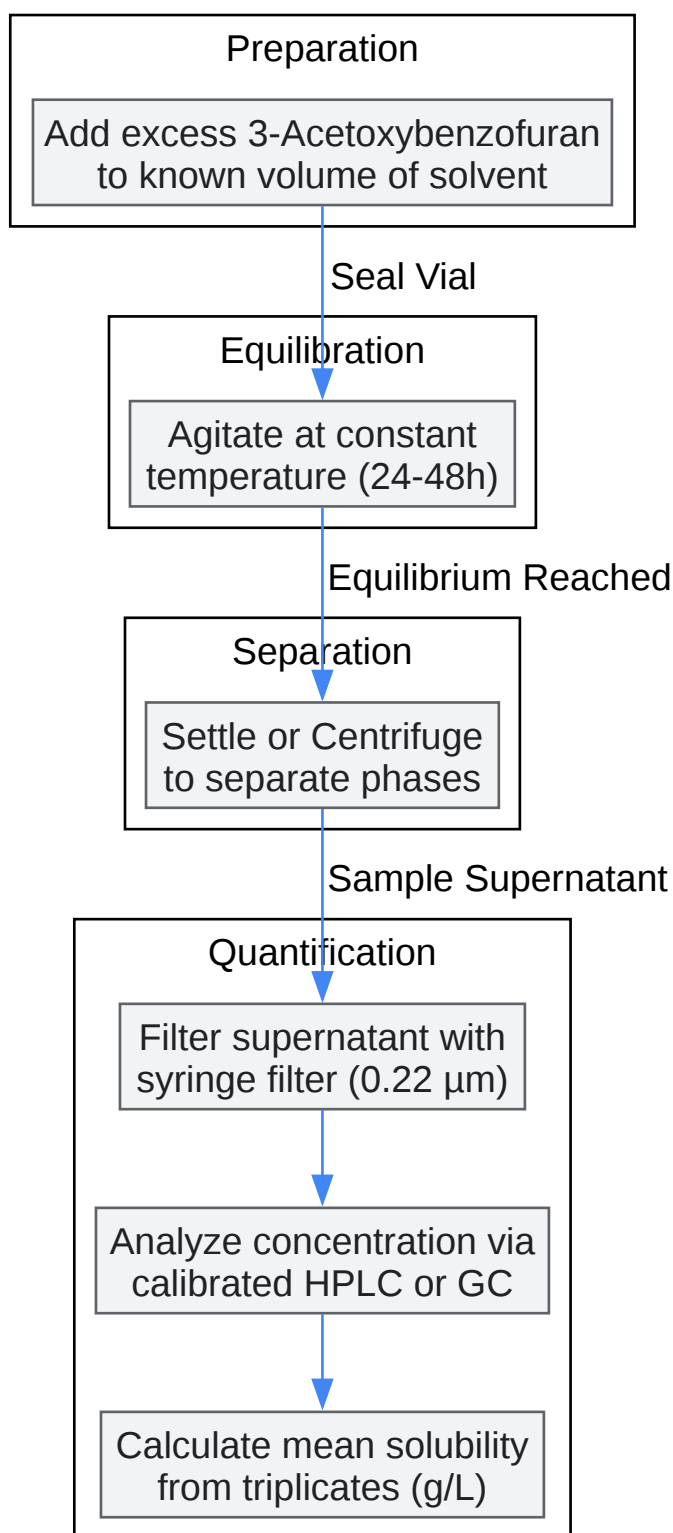 Preparation
Add excess 3-Acetoxybenzofuran
to known volume of solvent
Seal Vial
Equilibration
Agitate at constant
temperature (24-48h)
Equilibrium Reached
Separation
Settle or Centrifuge
to separate phases
Sample Supernatant
Quantification
Filter supernatant with
syringe filter (0.22 µm)
Analyze concentration via
calibrated HPLC or GC
Calculate mean solubility
from triplicates (g/L)